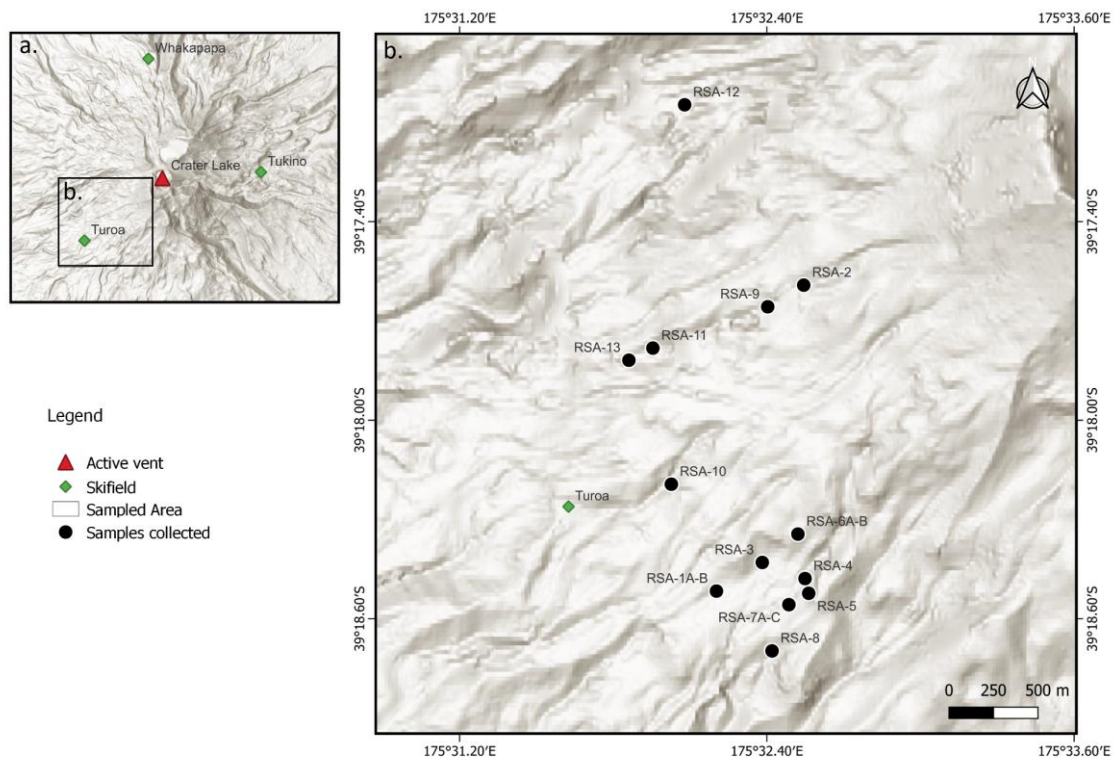 175°31.20'E
175°32.40'E
175°33.60'E
a.
Whakapapa
Crater Lake
Tukino
b.
Turoa
b.
RSA-12
39°17.40'S
39°17.40'S
RSA-2
RSA-9
RSA-11
RSA-13
39°18.00'S
39°18.00'S
RSA-10
Turoa
RSA-6A-B
RSA-3
RSA-4
RSA-1A-B
RSA-5
RSA-7A-C
39°18.60'S
39°18.60'S
RSA-8
0 250 500 m
175°31.20'E
175°32.40'E
175°33.60'E
Legend
Active vent
Skifield
Sampled Area
Samples collected